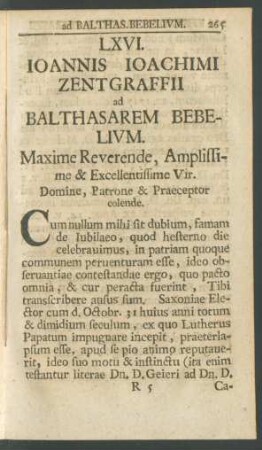 ad BALTHAS. BEBELIVM. 265
LXVI.
IOANNIS IOACHIMI
ZENTGRAFFII
ad
BALTHASAREM BEBE-
LIVM.
Maxime Reverende, Amplissi-
me & Excellentissime Vir.
Domine, Patrone & Praeceptor
colende.
Cum nullum mihi sit dubium, famam
de Iubilaeo, quod hesterno die
celebrauimus, in patriam quoque
communem peruenturam esse, ideo ob-
seruantiae contestandae ergo, quo pacto
omnia, & cur peracta fuerint, Tibi
transcribere ausus sum. Saxoniae Ele-
ctor cum d. Octobr. 31 huius anni totum
& dimidium seculum, ex quo Lutherus
Papatum impugnare incepit, praeterla-
psum esse, apud se pio animo reputaue-
rit, ideo suo motu & instinctu (ita enim
testantur literae Dn. D. Geieri ad Dn. D.
R 5 Ca-